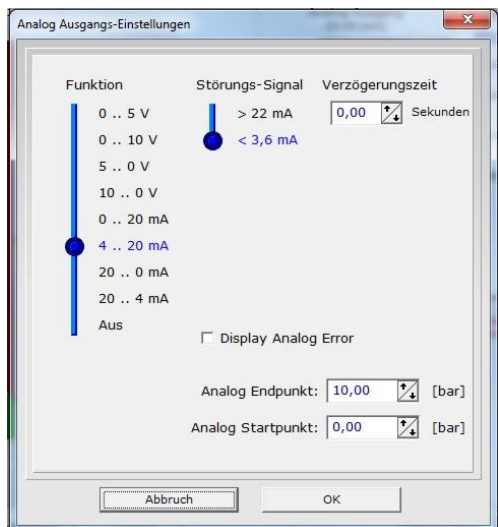 Analog Ausgangs-Einstellungen
Funktion
0 .. 5 V
0 .. 10 V
5 .. 0 V
10 .. 0 V
0 .. 20 mA
4 .. 20 mA
20 .. 0 mA
20 .. 4 mA
Aus
Störungs-Signal
> 22 mA
< 3,6 mA
Verzögerungszeit
0,00 Sekunden
Display Analog Error
Analog Endpunkt: 10,00 [bar]
Analog Startpunkt: 0,00 [bar]
Abbruch
OK